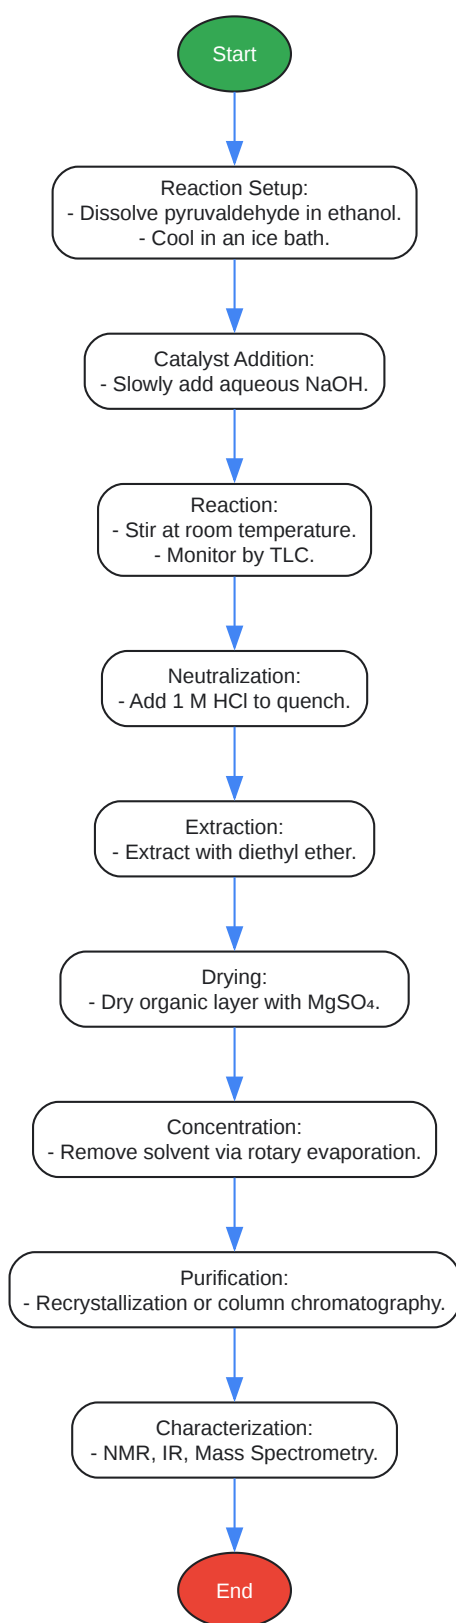 Start
Reaction Setup:
- Dissolve pyruvaldehyde in ethanol.
- Cool in an ice bath.
Catalyst Addition:
- Slowly add aqueous NaOH.
Reaction:
- Stir at room temperature.
- Monitor by TLC.
Neutralization:
- Add 1 M HCl to quench.
Extraction:
- Extract with diethyl ether.
Drying:
- Dry organic layer with MgSO₄.
Concentration:
- Remove solvent via rotary evaporation.
Purification:
- Recrystallization or column chromatography.
Characterization:
- NMR, IR, Mass Spectrometry.
End